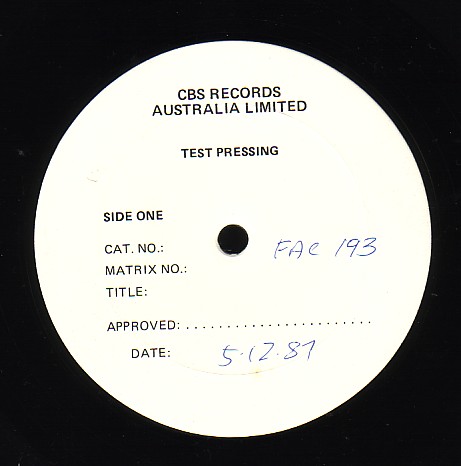 CBS RECORDS
AUSTRALIA LIMITED
TEST PRESSING
SIDE ONE
CAT. NO.: FAC 193
MATRIX NO.:
TITLE:
APPROVED: .......................
DATE: 5.12.87